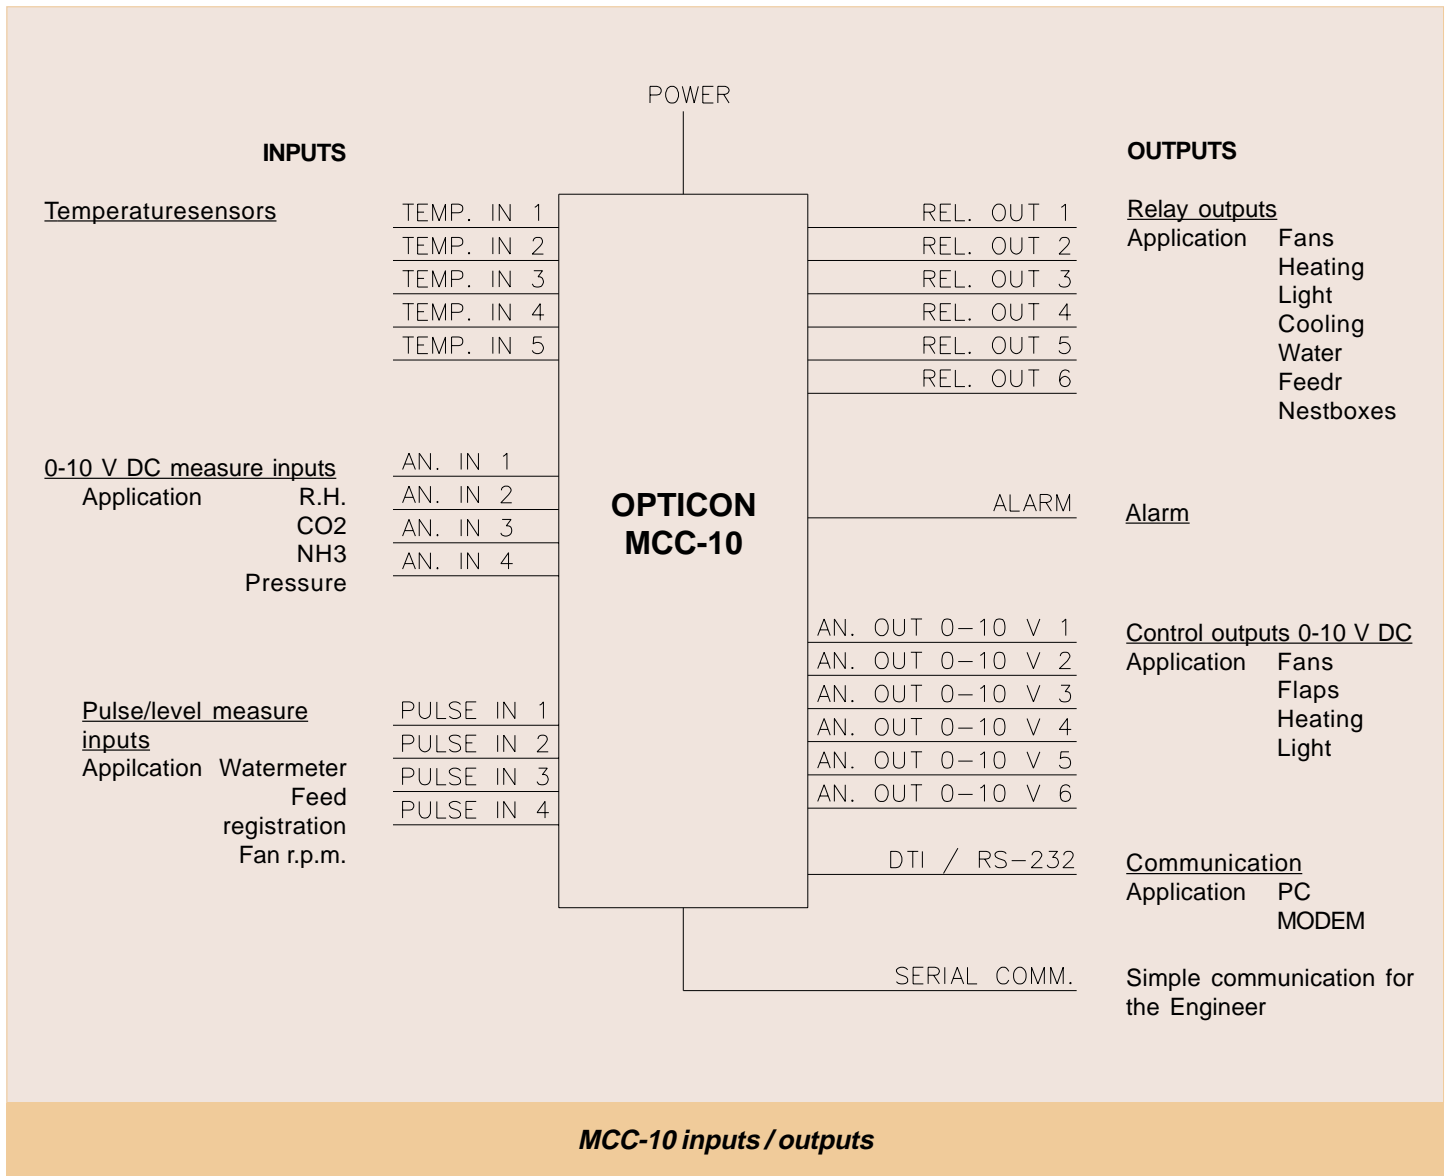 POWER
INPUTS
Temperaturesensors
TEMP. IN 1
TEMP. IN 2
TEMP. IN 3
TEMP. IN 4
TEMP. IN 5
0-10 V DC measure inputs
Application R.H.
CO2
NH3
Pressure
AN. IN 1
AN. IN 2
AN. IN 3
AN. IN 4
Pulse/level measure
inputs
Appilcation Watermeter
Feed
registration
Fan r.p.m.
PULSE IN 1
PULSE IN 2
PULSE IN 3
PULSE IN 4
OPTICON
MCC-10
OUTPUTS
REL. OUT 1
REL. OUT 2
REL. OUT 3
REL. OUT 4
REL. OUT 5
REL. OUT 6
Relay outputs
Application Fans
Heating
Light
Cooling
Water
Feedr
Nestboxes
ALARM
Alarm
AN. OUT 0-10 V 1
AN. OUT 0-10 V 2
AN. OUT 0-10 V 3
AN. OUT 0-10 V 4
AN. OUT 0-10 V 5
AN. OUT 0-10 V 6
Control outputs 0-10 V DC
Application Fans
Flaps
Heating
Light
DTI / RS-232
Communication
Application PC
MODEM
SERIAL COMM.
Simple communication for
the Engineer
MCC-10 inputs / outputs